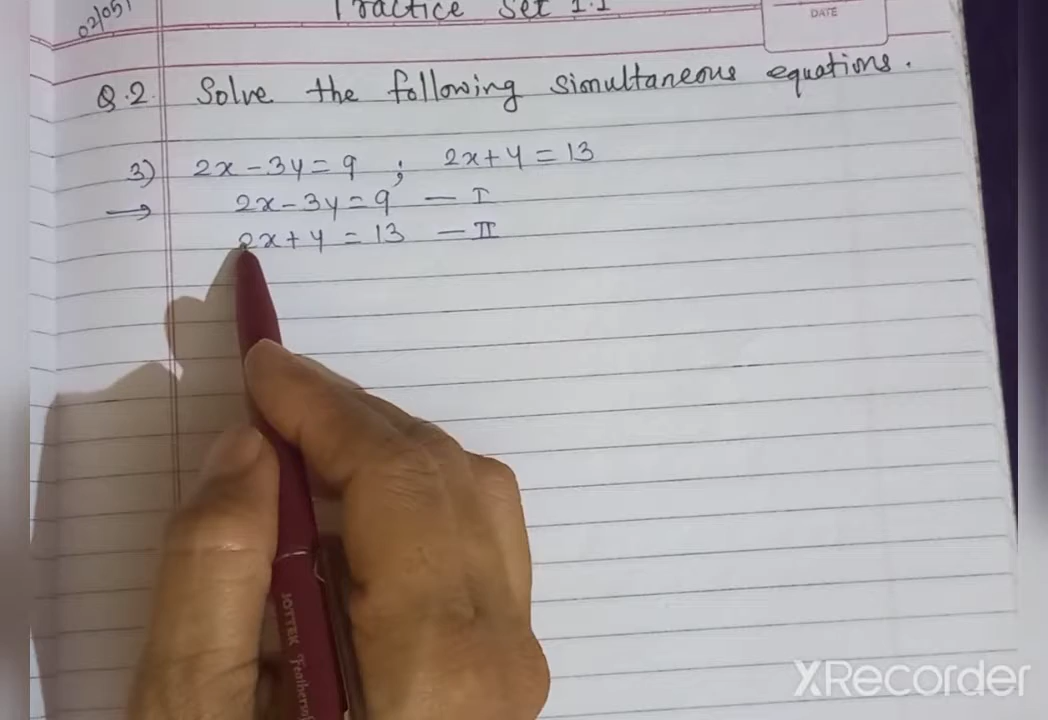 02/05
Practice Set 1.1
DATE
Q.2. Solve the following simultaneous equations.
3) 2x - 3y = 9 ; 2x + y = 13
→ 2x - 3y = 9 — I
2x + y = 13 — II
JOTTEK
XRecorder